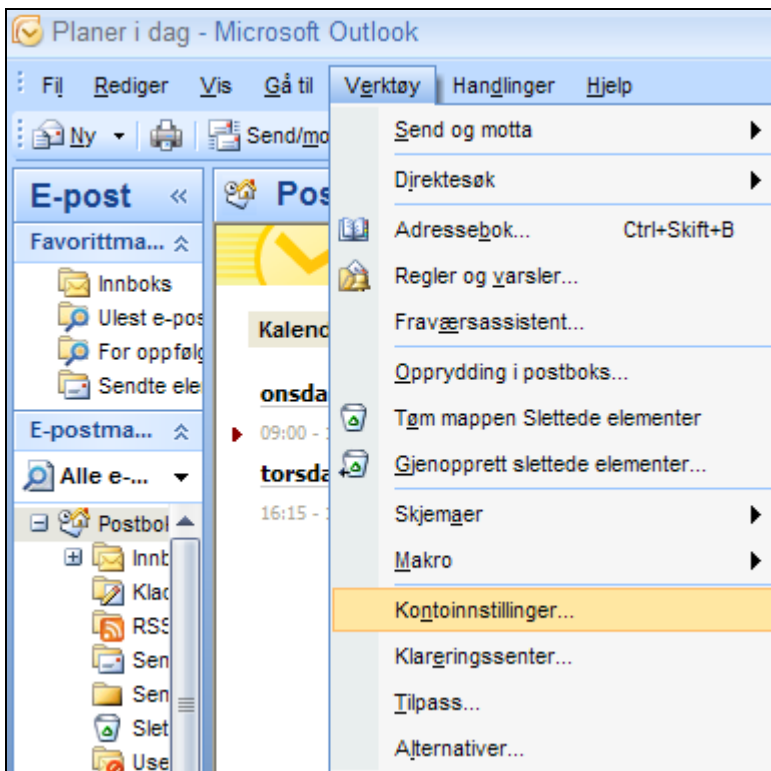 Planer i dag - Microsoft Outlook
Fil Rediger Vis Gå til Verktøy Handlinger Hjelp
Ny Send/mo
E-post «
Favorittma...
Innboks
Ulest e-pos
For oppfølg
Sendte ele
E-postma...
Alle e-...
Postbok
Innb
Klad
RSS
Sen
Sen
Slet
Use
Pos
Kalend
onsda
09:00 -
torsda
16:15 -
Send og motta
Direktesøk
Adressebok... Ctrl+Skift+B
Regler og varsler...
Fraværsassistent...
Opprydding i postboks...
Tøm mappen Slettede elementer
Gjenopprett slettede elementer...
Skjemaer
Makro
Kontoinnstillinger...
Klareringssenter...
Tilpass...
Alternativer...